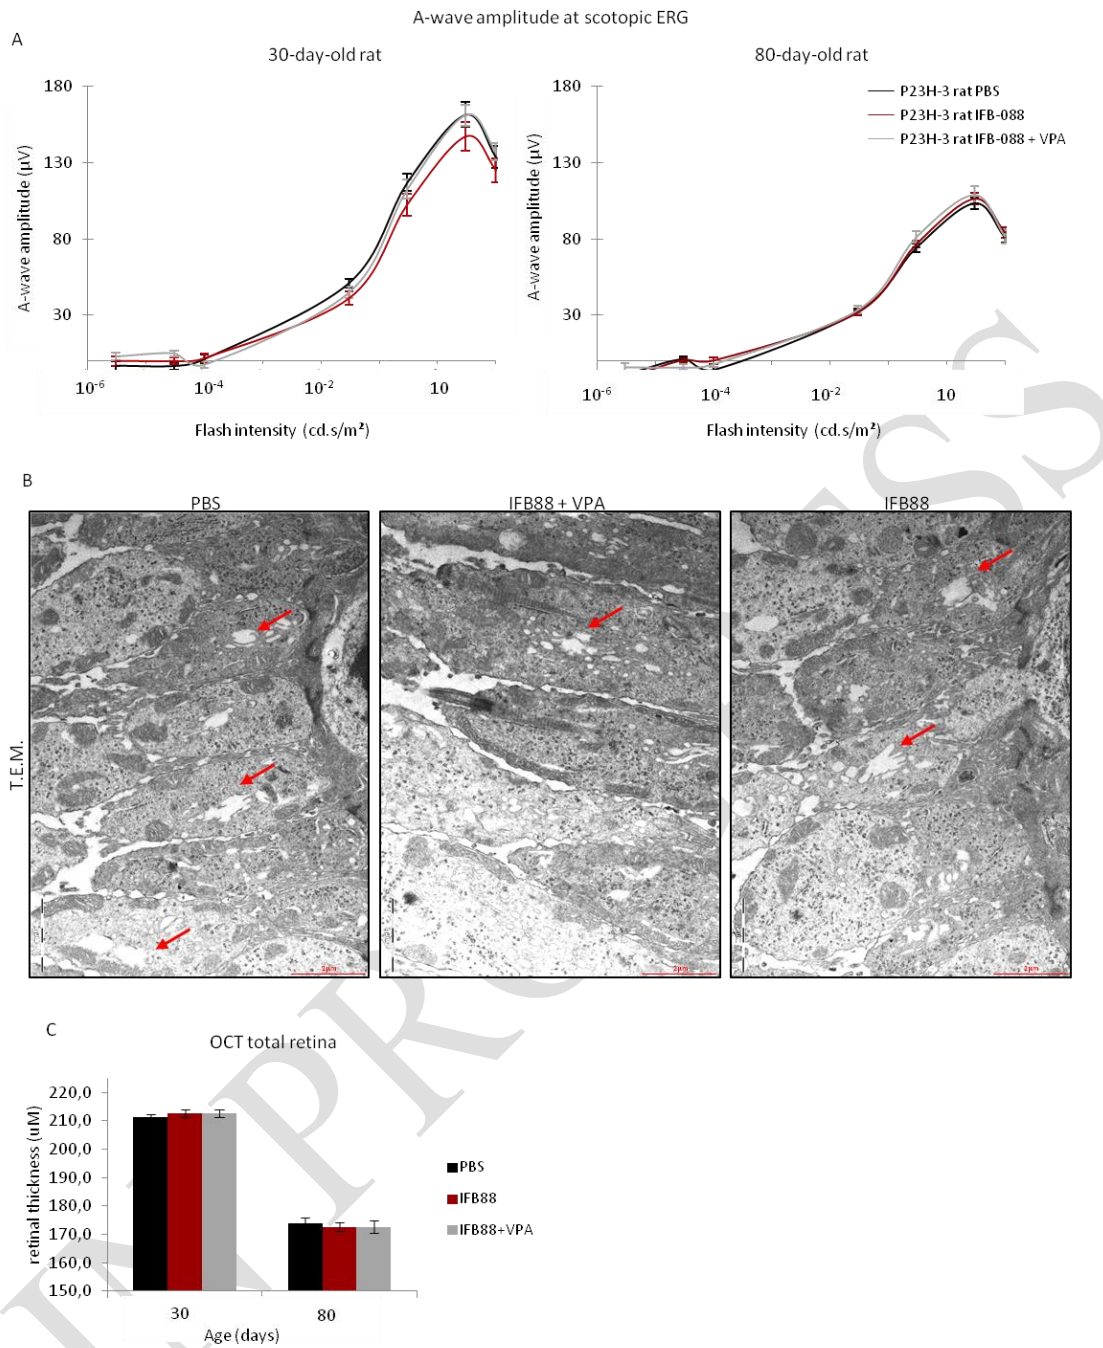 A-wave amplitude at scotopic ERG
A
30-day-old rat
80-day-old rat
180
130
80
30
A-wave amplitude (µV)
10⁻⁶
10⁻⁴
10⁻²
10
Flash intensity (cd.s/m²)
180
130
80
30
A-wave amplitude (µV)
10⁻⁶
10⁻⁴
10⁻²
10
Flash intensity (cd.s/m²)
P23H-3 rat PBS
P23H-3 rat IFB-088
P23H-3 rat IFB-088 + VPA
B
PBS
IFB88 + VPA
IFB88
T.E.M.
2µm
2µm
2µm
C
OCT total retina
220,0
210,0
200,0
190,0
180,0
170,0
160,0
150,0
retinal thickness (uM)
30
80
Age (days)
PBS
IFB88
IFB88+VPA
IN PRESS